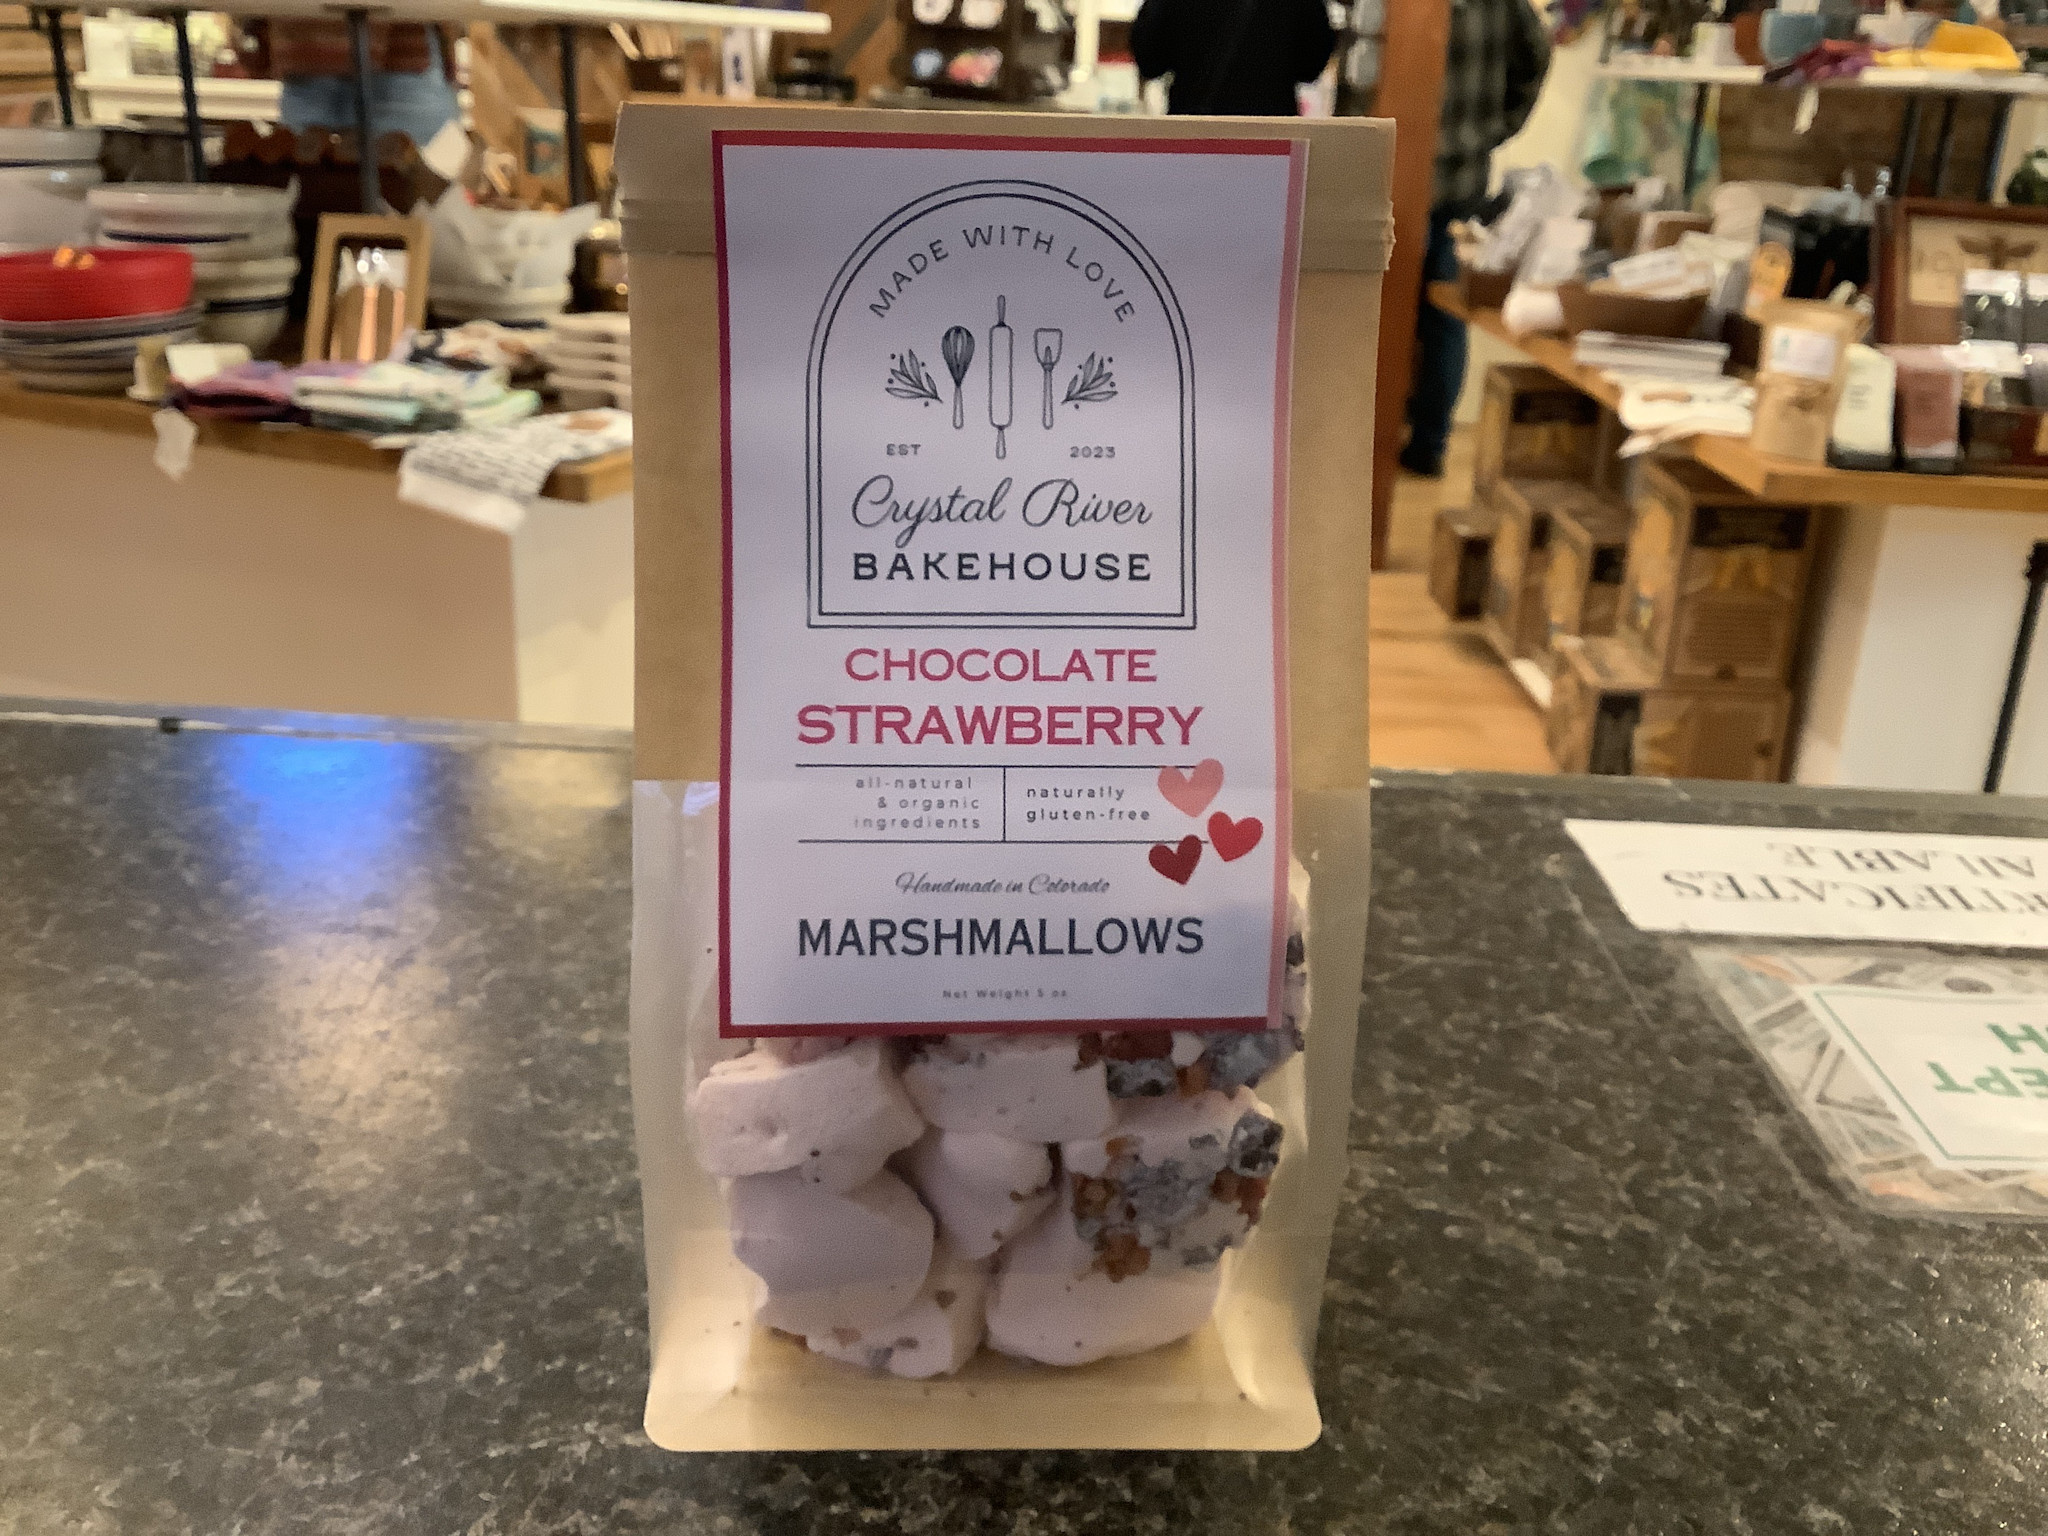 MADE WITH LOVE
EST 2023
Crystal River
BAKEHOUSE
CHOCOLATE
STRAWBERRY
all-natural
& organic
ingredients
naturally
gluten-free
Handmade in Colorado
MARSHMALLOWS
Net Weight 5 oz